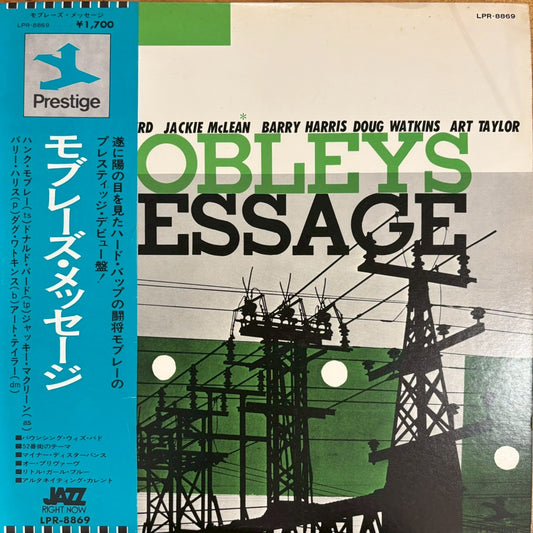 モブレーズ・メッセージ
LPR-8869 ¥1,700
Prestige
モブレーズ・メッセージ
遂に陽の目を見たハード・バップの闘将モブレーの
プレスティッジ・デビュー盤!
ハンク・モブレー(ts)ドナルド・バード(tp)ジャッキー・マクリーン(as)
バリー・ハリス(p)ダグ・ワトキンス(b)アート・テイラー(dm)
■バウンシング・ウィズ・バド
■52番街のテーマ
■マイナー・ディスターバンス
■オー・プリヴァーヴ
■リトル・ガール・ブルー
■アルタネイティング・カレント
JAZZ
RIGHT NOW
LPR-8869
LPR-8869
RD JACKIE McLEAN* BARRY HARRIS DOUG WATKINS ART TAYLOR
OBLEYS
ESSAGE